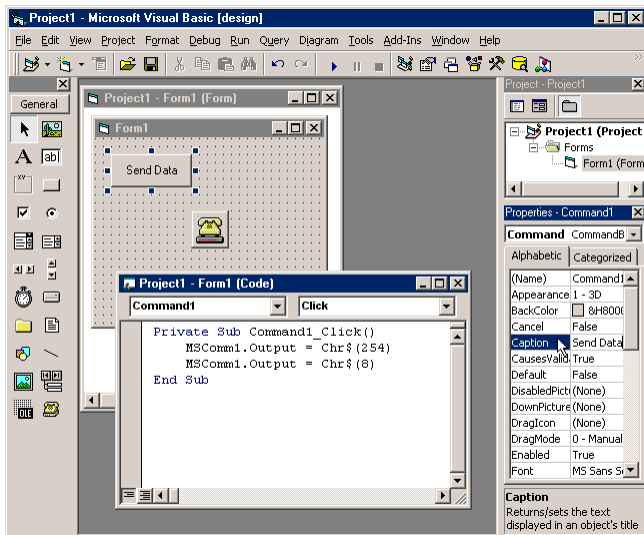 Project1 - Microsoft Visual Basic [design]
File Edit View Project Format Debug Run Query Diagram Tools Add-Ins Window Help
General
A
ab
xy
OLE
Project1 - Form1 (Form)
Form1
Send Data
Project1 - Form1 (Code)
Command1 Click
Private Sub Command1_Click()
MSComm1.Output = Chr$(254)
MSComm1.Output = Chr$(8)
End Sub
Project - Project1
Project1 (Project
Forms
Form1 (Form
Properties - Command1
Command1 CommandB
Alphabetic Categorized
(Name) Command1
Appearance 1 - 3D
BackColor &H8000
Cancel False
Caption Send Data
CausesValid True
Default False
DisabledPict (None)
DownPicture (None)
DragIcon (None)
DragMode 0 - Manual
Enabled True
Font MS Sans S
Caption
Returns/sets the text
displayed in an object's title